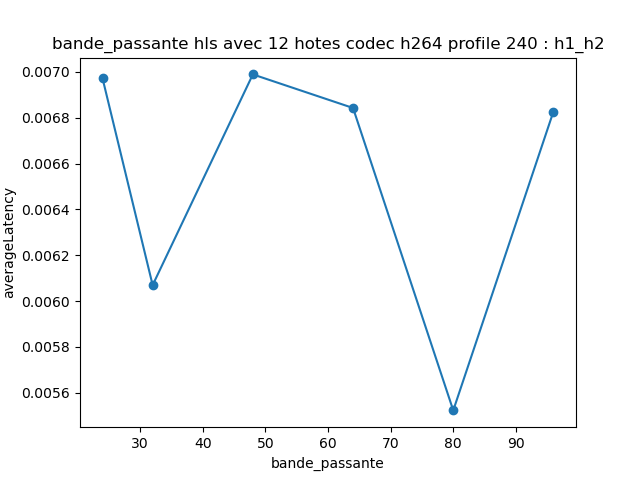 bande_passante hls avec 12 hotes codec h264 profile 240 : h1_h2
0.0070
0.0068
0.0066
0.0064
0.0062
0.0060
0.0058
0.0056
averageLatency
30 40 50 60 70 80 90
bande_passante